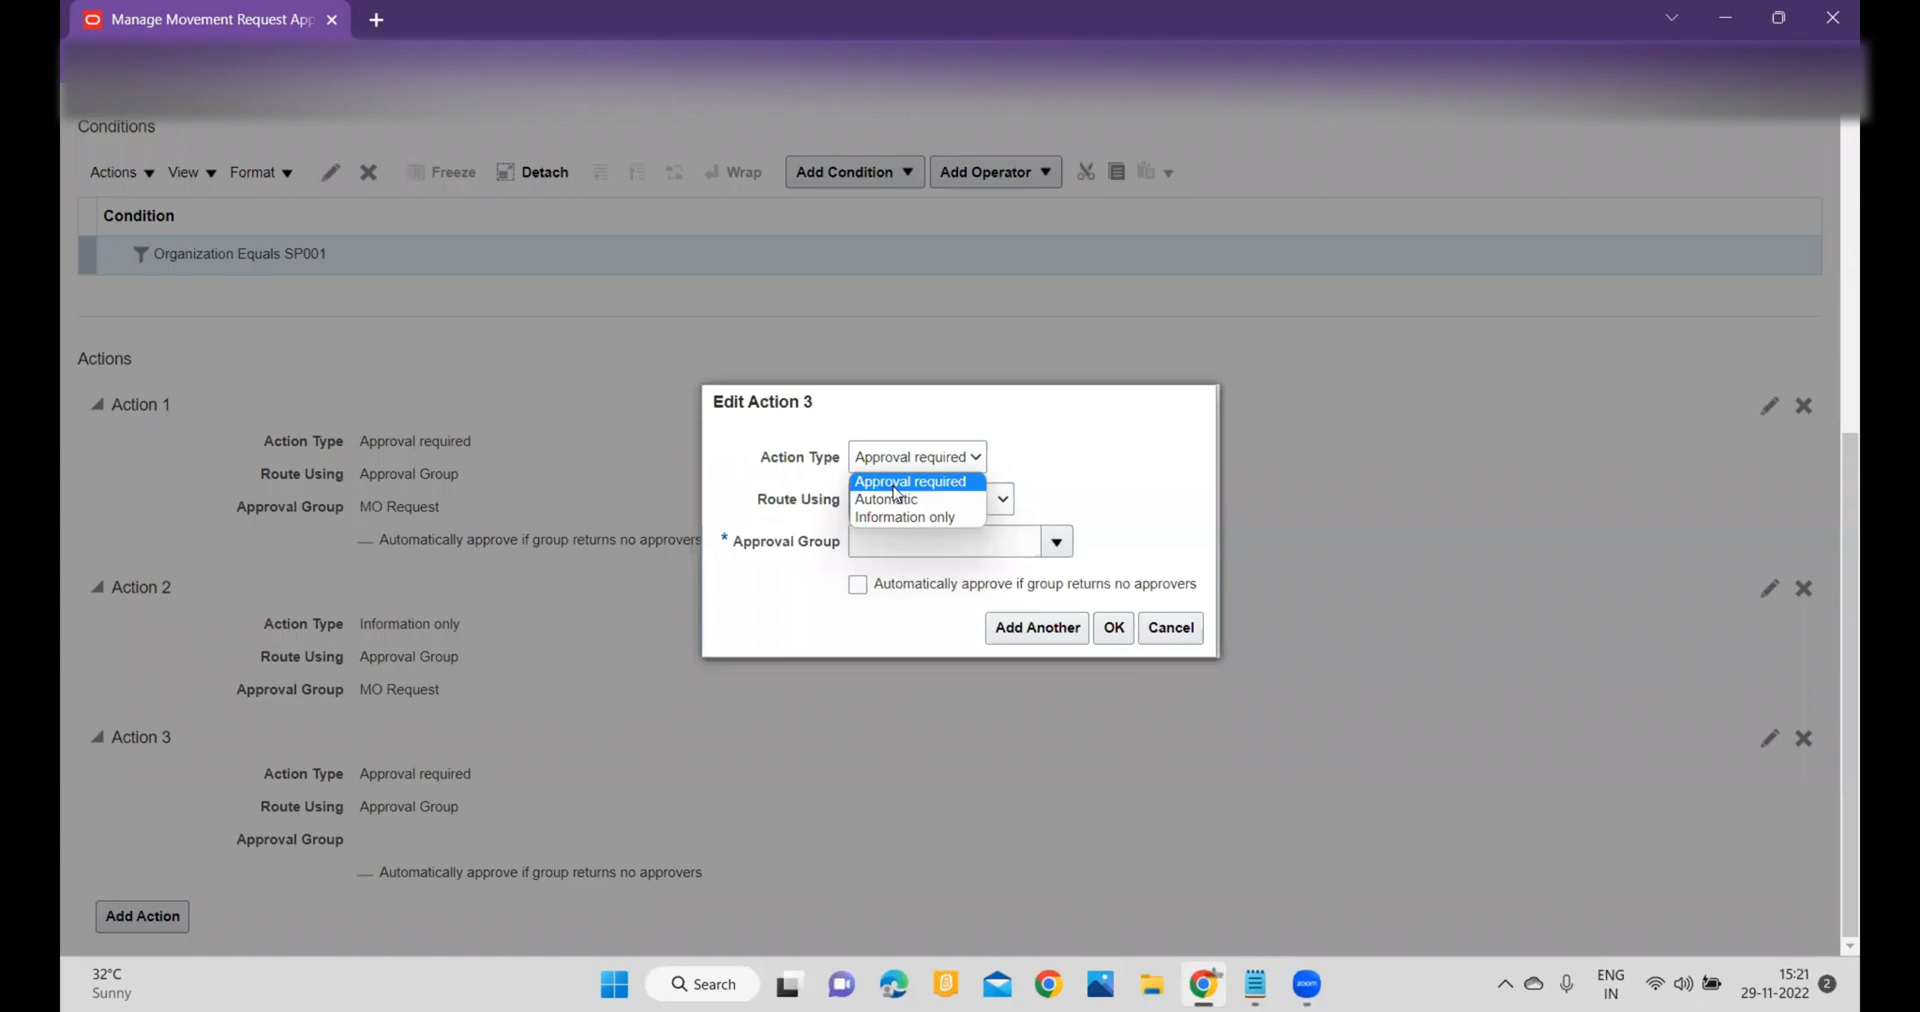 Manage Movement Request App
Conditions
Actions View Format Freeze Detach Wrap Add Condition Add Operator
Condition
Organization Equals SP001
Actions
Action 1
Action Type Approval required
Route Using Approval Group
Approval Group MO Request
Automatically approve if group returns no approvers
Action 2
Action Type Information only
Route Using Approval Group
Approval Group MO Request
Action 3
Action Type Approval required
Route Using Approval Group
Approval Group
Automatically approve if group returns no approvers
Add Action
Edit Action 3
Action Type Approval required
Approval required
Route Using Automatic
Information only
* Approval Group
Automatically approve if group returns no approvers
Add Another OK Cancel
32°C
Sunny
Search
zoom
ENG
IN
15:21
29-11-2022
2